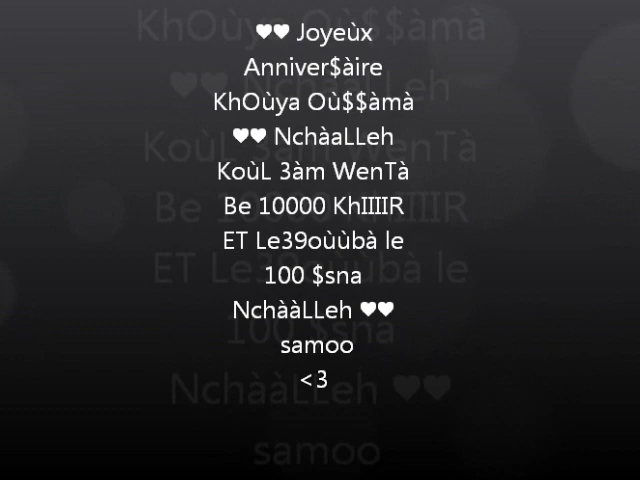 ♥♥ Joyeùx
Anniver$àire
KhOùya Où$$àmà
♥♥ NchàaLLeh
KoùL 3àm WenTà
Be 10000 KhIIIIR
ET Le39oùùbà le
100 $sna
NchààLLeh ♥♥
samoo
<3